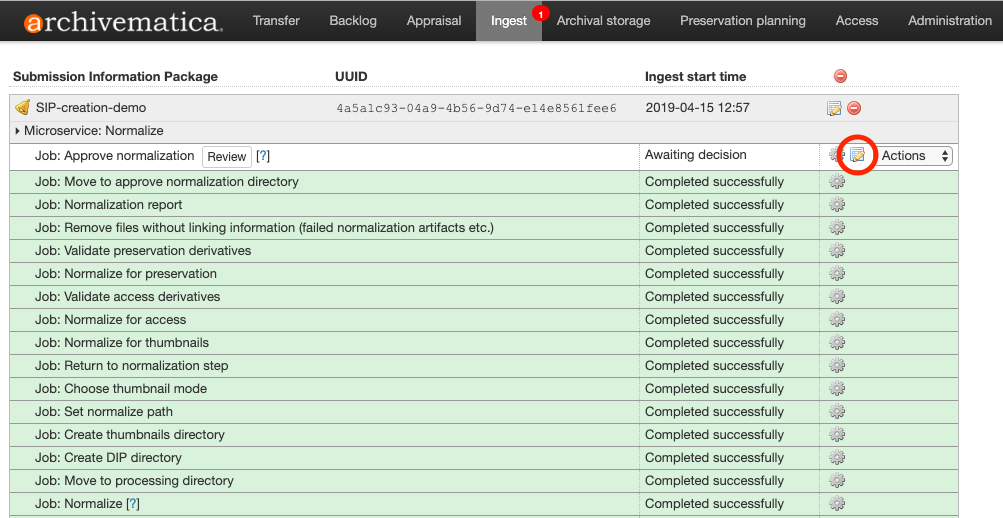 archivematica. Transfer Backlog Appraisal Ingest 1 Archival storage Preservation planning Access Administration
Submission Information Package UUID Ingest start time
SIP-creation-demo 4a5a1c93-04a9-4b56-9d74-e14e8561fee6 2019-04-15 12:57
Microservice: Normalize
Job: Approve normalization Review [?] Awaiting decision Actions
Job: Move to approve normalization directory Completed successfully
Job: Normalization report Completed successfully
Job: Remove files without linking information (failed normalization artifacts etc.) Completed successfully
Job: Validate preservation derivatives Completed successfully
Job: Normalize for preservation Completed successfully
Job: Validate access derivatives Completed successfully
Job: Normalize for access Completed successfully
Job: Normalize for thumbnails Completed successfully
Job: Return to normalization step Completed successfully
Job: Choose thumbnail mode Completed successfully
Job: Set normalize path Completed successfully
Job: Create thumbnails directory Completed successfully
Job: Create DIP directory Completed successfully
Job: Move to processing directory Completed successfully
Job: Normalize [?] Completed successfully